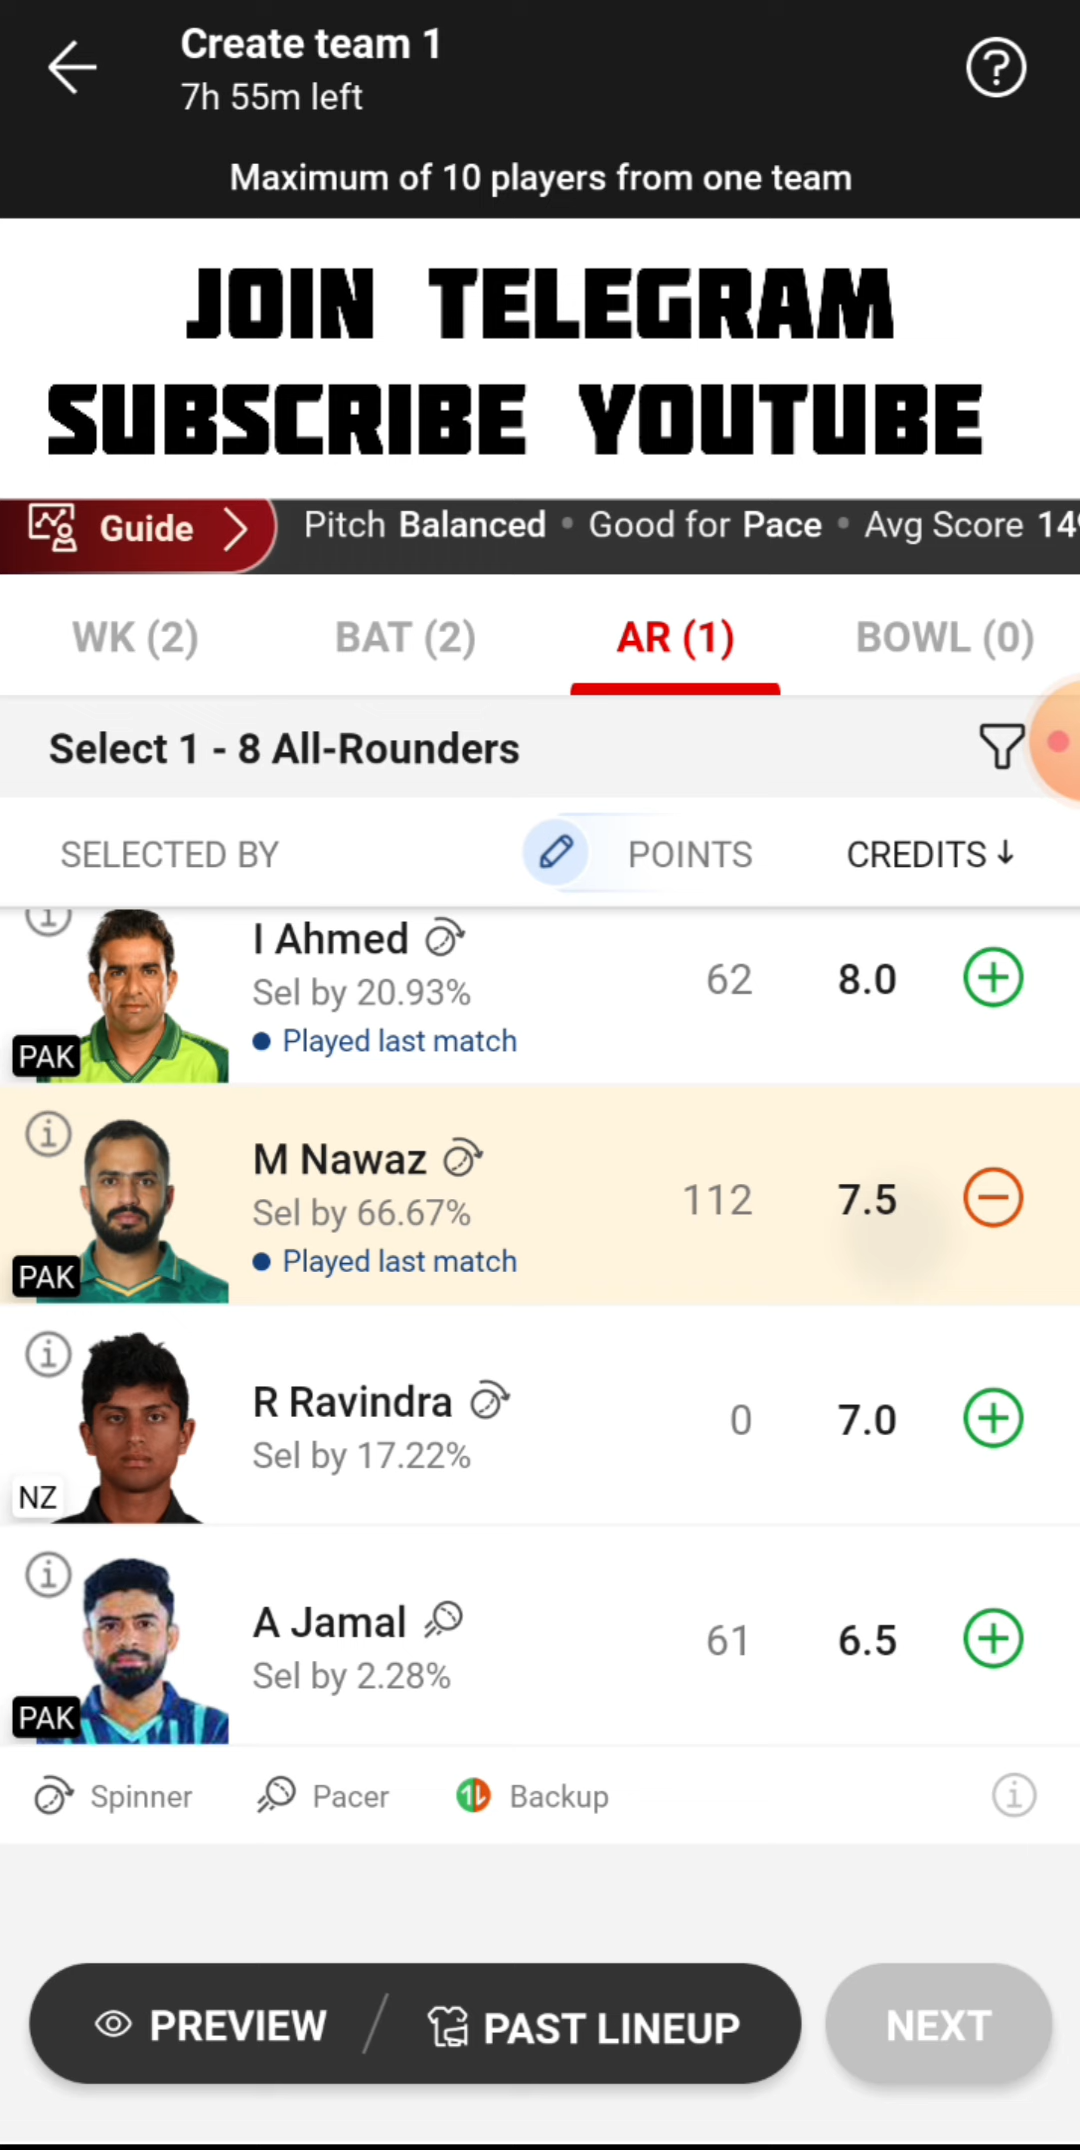 Create team 1
7h 55m left
Maximum of 10 players from one team
JOIN TELEGRAM
SUBSCRIBE YOUTUBE
Guide Pitch Balanced • Good for Pace • Avg Score
WK (2) BAT (2) AR (1) BOWL (0)
Select 1 - 8 All-Rounders
SELECTED BY POINTS CREDITS ↓
I Ahmed
Sel by 20.93% 62 8.0
• Played last match
PAK
M Nawaz
Sel by 66.67% 112 7.5
• Played last match
PAK
R Ravindra
Sel by 17.22% 0 7.0
NZ
A Jamal
Sel by 2.28% 61 6.5
PAK
Spinner Pacer Backup
PREVIEW / PAST LINEUP NEXT